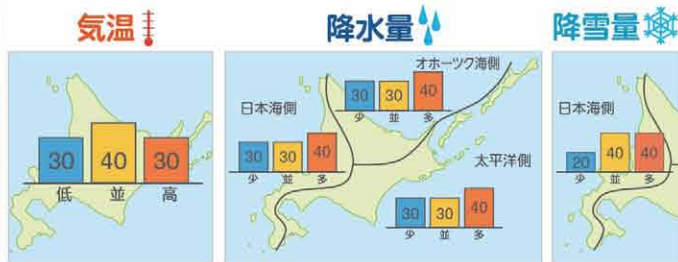 気温
30 40 30
低 並 高
降水量
オホーツク海側
30 30 40
少 並 多
日本海側
30 30 40
少 並 多
太平洋側
30 30 40
少 並 多
降雪量
日本海側
20 40 40
少 並 多